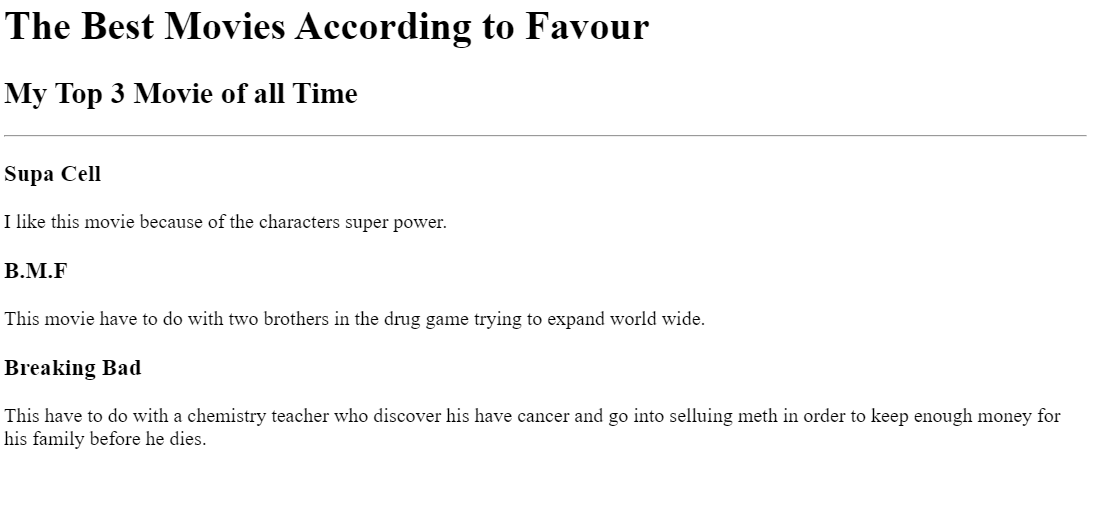 The Best Movies According to Favour
My Top 3 Movie of all Time
Supa Cell
I like this movie because of the characters super power.
B.M.F
This movie have to do with two brothers in the drug game trying to expand world wide.
Breaking Bad
This have to do with a chemistry teacher who discover his have cancer and go into selluing meth in order to keep enough money for
his family before he dies.